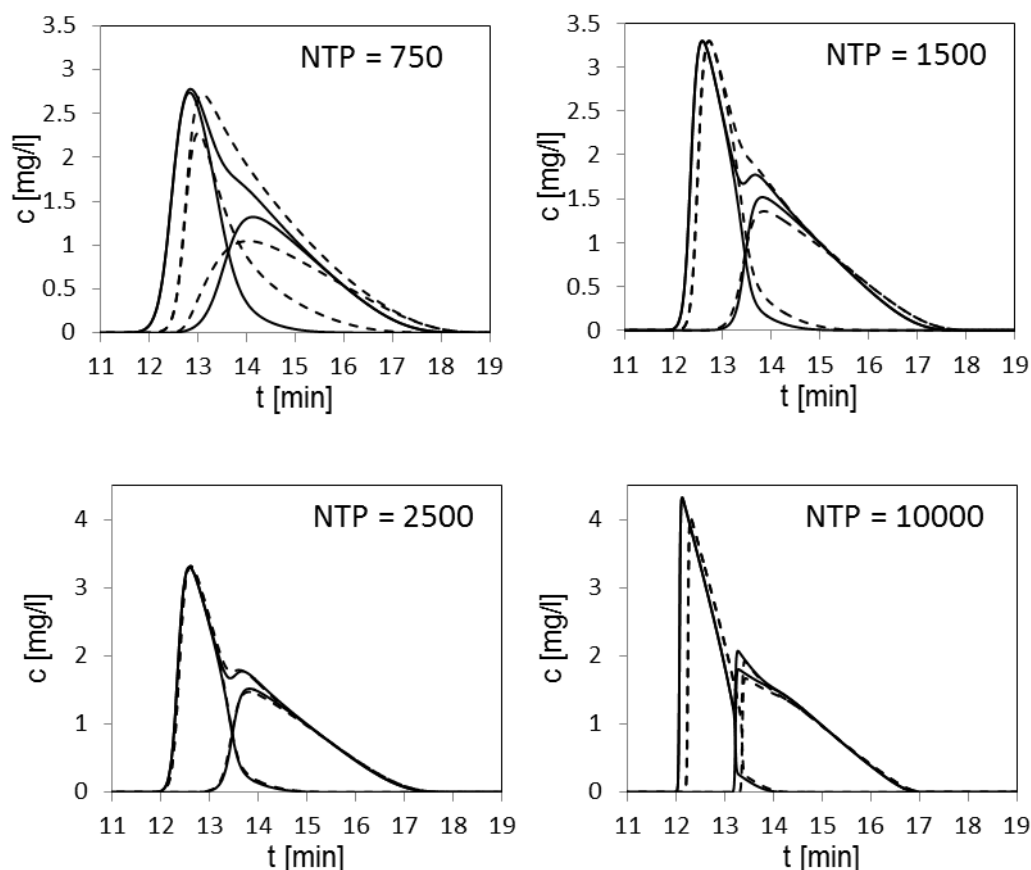 NTP = 750
3.5
3
2.5
2
1.5
1
0.5
0
c [mg/l]
11 12 13 14 15 16 17 18 19
t [min]
NTP = 1500
3.5
3
2.5
2
1.5
1
0.5
0
c [mg/l]
11 12 13 14 15 16 17 18 19
t [min]
NTP = 2500
4
3
2
1
0
c [mg/l]
11 12 13 14 15 16 17 18 19
t [min]
NTP = 10000
4
3
2
1
0
c [mg/l]
11 12 13 14 15 16 17 18 19
t [min]